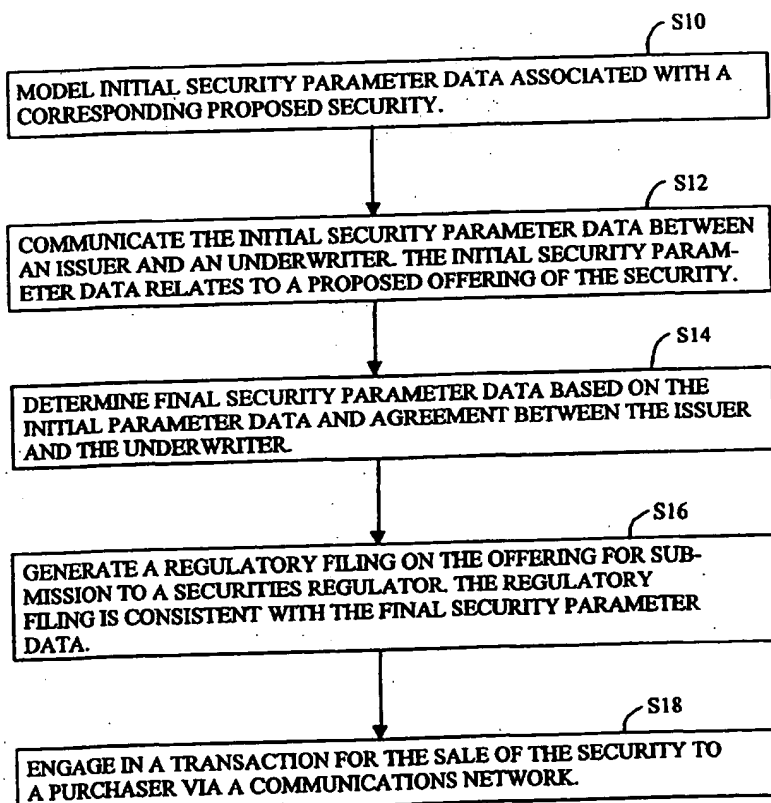 S10
MODEL INITIAL SECURITY PARAMETER DATA ASSOCIATED WITH A
CORRESPONDING PROPOSED SECURITY.
S12
COMMUNICATE THE INITIAL SECURITY PARAMETER DATA BETWEEN
AN ISSUER AND AN UNDERWRITER. THE INITIAL SECURITY PARAM-
ETER DATA RELATES TO A PROPOSED OFFERING OF THE SECURITY.
S14
DETERMINE FINAL SECURITY PARAMETER DATA BASED ON THE
INITIAL PARAMETER DATA AND AGREEMENT BETWEEN THE ISSUER
AND THE UNDERWRITER.
S16
GENERATE A REGULATORY FILING ON THE OFFERING FOR SUB-
MISSION TO A SECURITIES REGULATOR. THE REGULATORY
FILING IS CONSISTENT WITH THE FINAL SECURITY PARAMETER
DATA.
S18
ENGAGE IN A TRANSACTION FOR THE SALE OF THE SECURITY TO
A PURCHASER VIA A COMMUNICATIONS NETWORK.